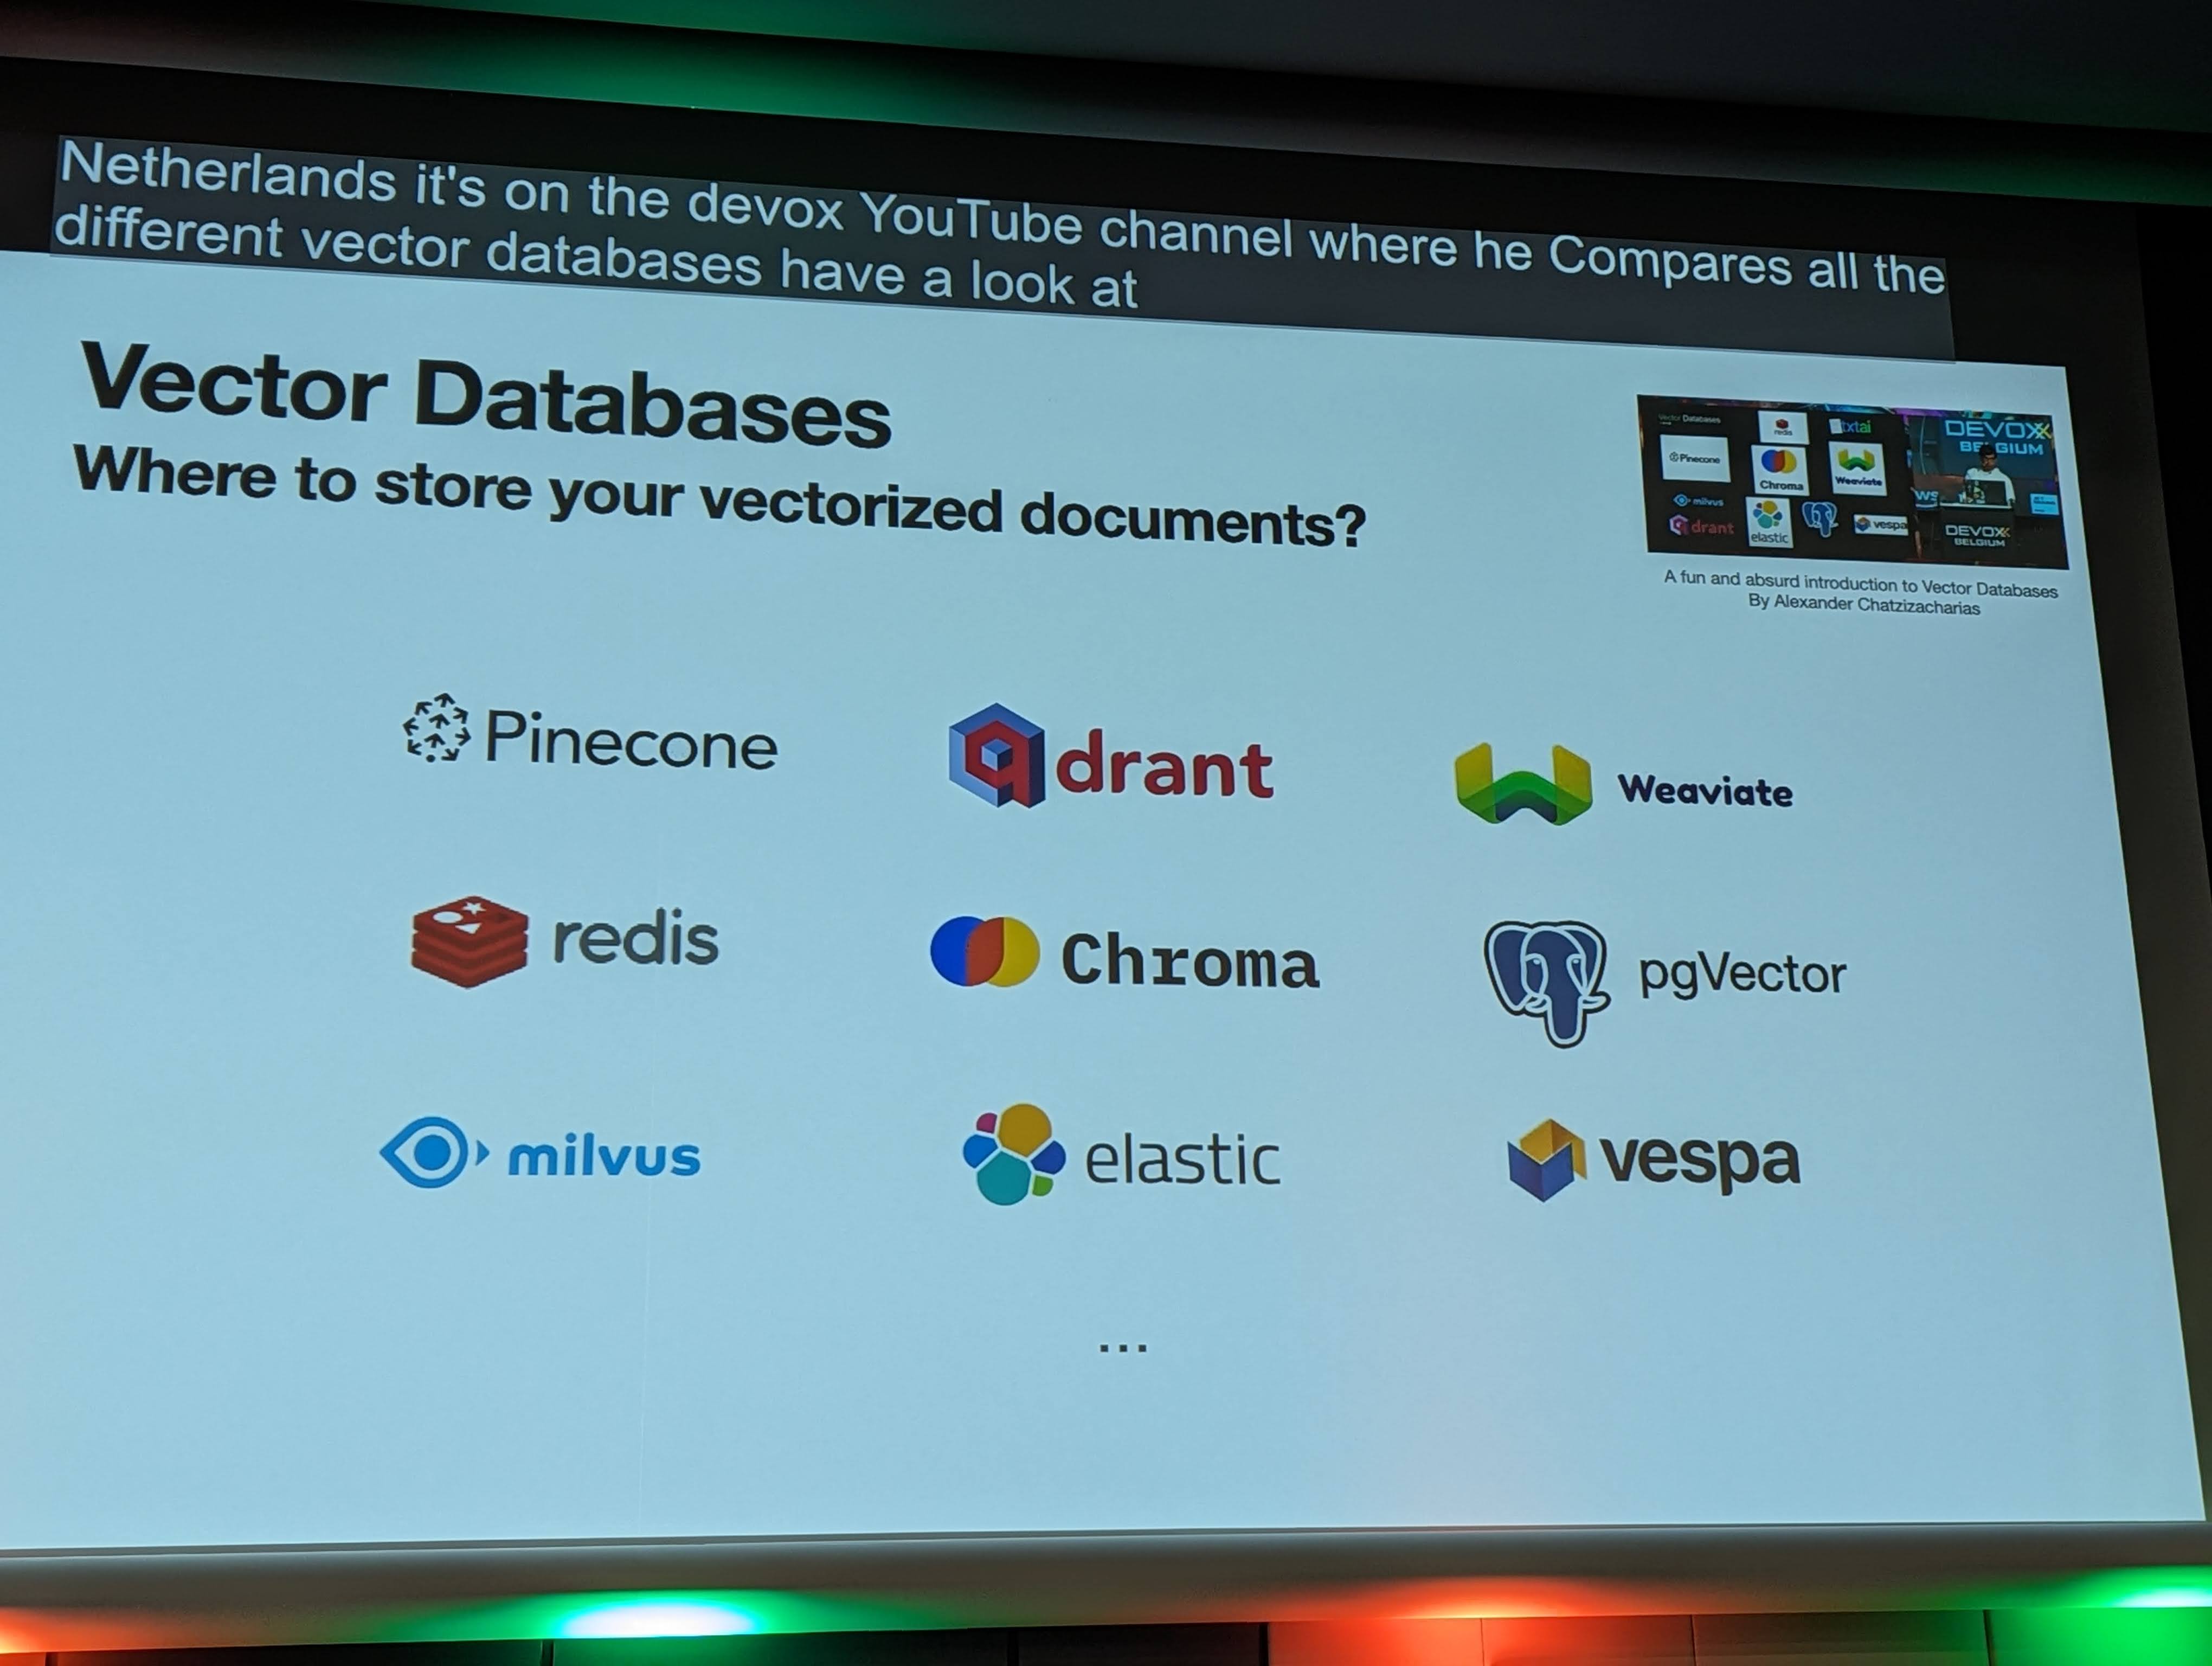 Netherlands it's on the devox YouTube channel where he Compares all the
different vector databases have a look at
Vector Databases
Where to store your vectorized documents?
Vector Databases
redis
txtai
Pinecone
Chroma
Weaviate
milvus
qdrant
elastic
vespa
DEVOXX
BELGIUM
WS
DEVOXX
BELGIUM
A fun and absurd introduction to Vector Databases
By Alexander Chatzizacharias
Pinecone
qdrant
Weaviate
redis
Chroma
pgVector
milvus
elastic
vespa
...